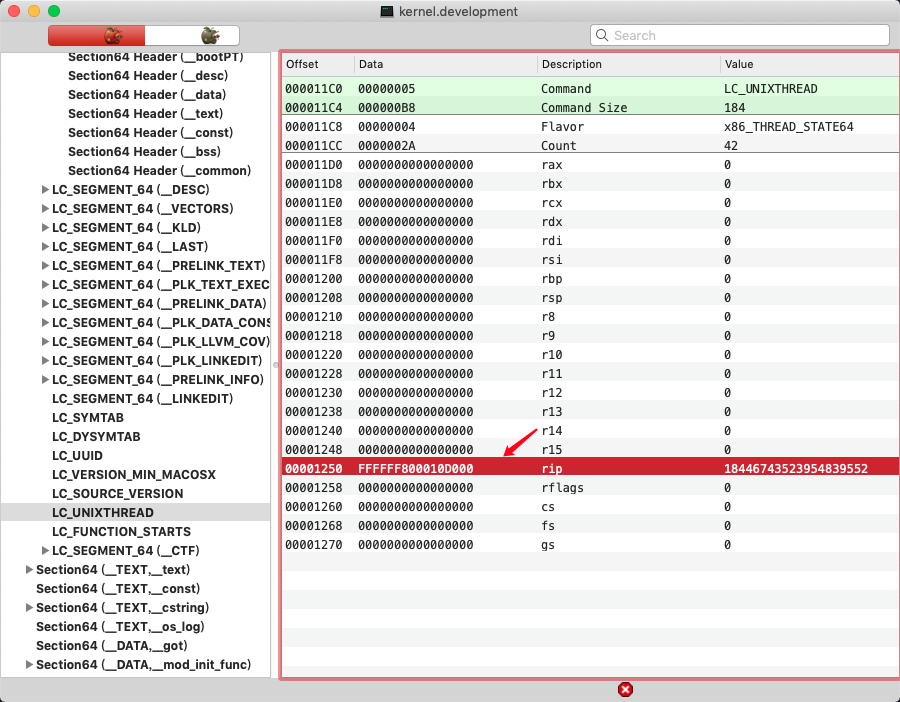 kernel.development
Search
Section64 Header (__bootPT)
Section64 Header (__desc)
Section64 Header (__data)
Section64 Header (__text)
Section64 Header (__const)
Section64 Header (__bss)
Section64 Header (__common)
LC_SEGMENT_64 (__DESC)
LC_SEGMENT_64 (__VECTORS)
LC_SEGMENT_64 (__KLD)
LC_SEGMENT_64 (__LAST)
LC_SEGMENT_64 (__PRELINK_TEXT)
LC_SEGMENT_64 (__PLK_TEXT_EXEC
LC_SEGMENT_64 (__PRELINK_DATA)
LC_SEGMENT_64 (__PLK_DATA_CONS
LC_SEGMENT_64 (__PLK_LLVM_COV)
LC_SEGMENT_64 (__PLK_LINKEDIT)
LC_SEGMENT_64 (__PRELINK_INFO)
LC_SEGMENT_64 (__LINKEDIT)
LC_SYMTAB
LC_DYSYMTAB
LC_UUID
LC_VERSION_MIN_MACOSX
LC_SOURCE_VERSION
LC_UNIXTHREAD
LC_FUNCTION_STARTS
LC_SEGMENT_64 (__CTF)
Section64 (__TEXT,__text)
Section64 (__TEXT,__const)
Section64 (__TEXT,__cstring)
Section64 (__TEXT,__os_log)
Section64 (__DATA,__got)
Section64 (__DATA,__mod_init_func)
Offset Data Description Value
000011C0 00000005 Command LC_UNIXTHREAD
000011C4 000000B8 Command Size 184
000011C8 00000004 Flavor x86_THREAD_STATE64
000011CC 0000002A Count 42
000011D0 0000000000000000 rax 0
000011D8 0000000000000000 rbx 0
000011E0 0000000000000000 rcx 0
000011E8 0000000000000000 rdx 0
000011F0 0000000000000000 rdi 0
000011F8 0000000000000000 rsi 0
00001200 0000000000000000 rbp 0
00001208 0000000000000000 rsp 0
00001210 0000000000000000 r8 0
00001218 0000000000000000 r9 0
00001220 0000000000000000 r10 0
00001228 0000000000000000 r11 0
00001230 0000000000000000 r12 0
00001238 0000000000000000 r13 0
00001240 0000000000000000 r14 0
00001248 0000000000000000 r15 0
00001250 FFFFFF800010D000 rip 18446743523954839552
00001258 0000000000000000 rflags 0
00001260 0000000000000000 cs 0
00001268 0000000000000000 fs 0
00001270 0000000000000000 gs 0